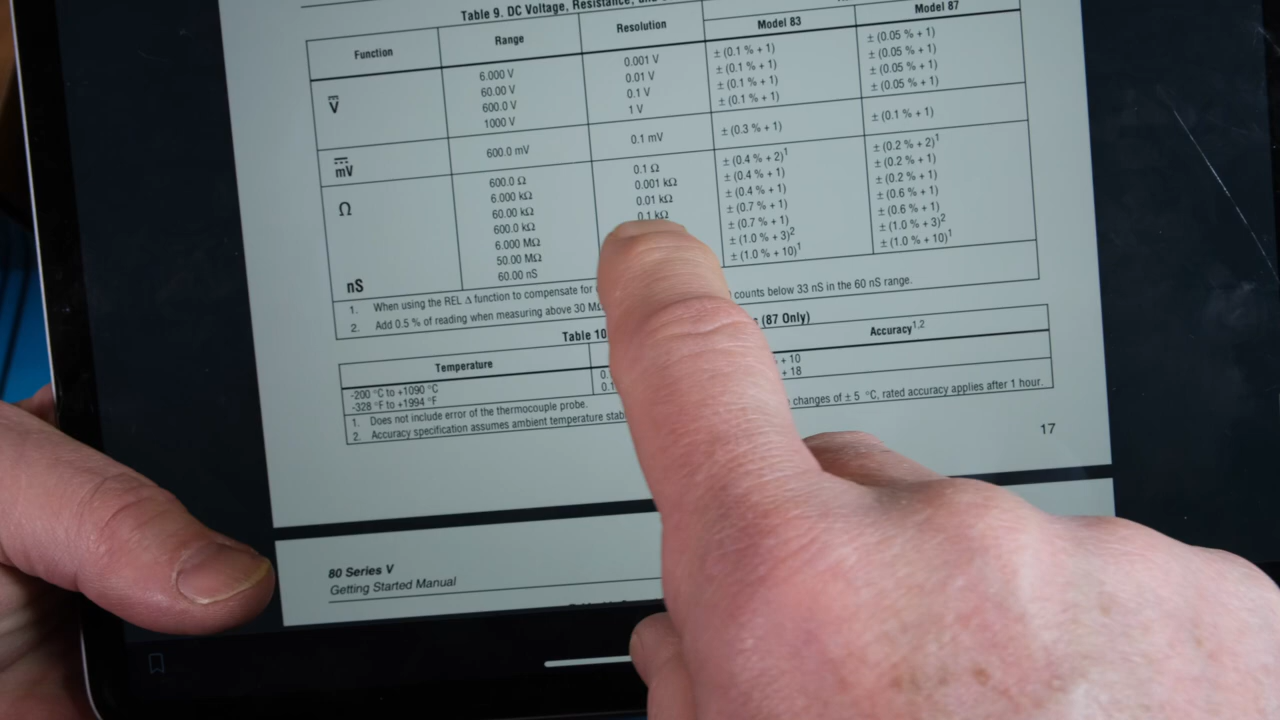 Table 9. DC Voltage, Resistance,
Function Range Resolution Model 83 Model 87
V 6.000 V 0.001 V ± (0.1 % + 1) ± (0.05 % + 1)
60.00 V 0.01 V ± (0.1 % + 1) ± (0.05 % + 1)
600.0 V 0.1 V ± (0.1 % + 1) ± (0.05 % + 1)
1000 V 1 V ± (0.1 % + 1) ± (0.05 % + 1)
mV 600.0 mV 0.1 mV ± (0.3 % + 1) ± (0.1 % + 1)
Ω 600.0 Ω 0.1 Ω ± (0.4 % + 2)1 ± (0.2 % + 2)1
6.000 kΩ 0.001 kΩ ± (0.4 % + 1) ± (0.2 % + 1)
60.00 kΩ 0.01 kΩ ± (0.4 % + 1) ± (0.2 % + 1)
600.0 kΩ 0.1 kΩ ± (0.7 % + 1) ± (0.6 % + 1)
6.000 MΩ ± (0.7 % + 1) ± (0.6 % + 1)
50.00 MΩ ± (1.0 % + 3)2 ± (1.0 % + 3)2
nS 60.00 nS ± (1.0 % + 10)1 ± (1.0 % + 10)1
1. When using the REL Δ function to compensate for counts below 33 nS in the 60 nS range.
2. Add 0.5 % of reading when measuring above 30
Table 10 (87 Only)
Temperature Accuracy1,2
-200 °C to +1090 °C + 10
-328 °F to +1994 °F + 18
1. Does not include error of the thermocouple probe.
2. Accuracy specification assumes ambient temperature changes of ± 5 °C, rated accuracy applies after 1 hour.
17
80 Series V
Getting Started Manual